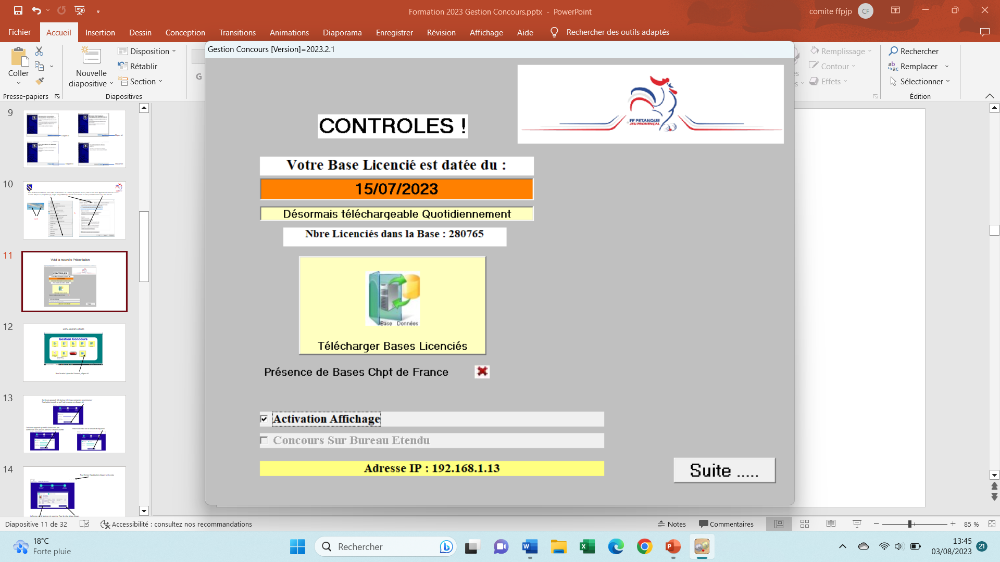 Formation 2023 Gestion Concours.pptx - PowerPoint
comite ffpjp
CF
Fichier
Accueil
Insertion
Dessin
Conception
Transitions
Animations
Diaporama
Enregistrer
Révision
Affichage
Aide
Rechercher des outils adaptés
Coller
Nouvelle
diapositive
Disposition
Rétablir
Section
G
Presse-papiers
Diapositives
Remplissage
Contour
Effets
Rechercher
Remplacer
Sélectionner
Édition
Gestion Concours [Version]=2023.2.1
FF PETANQUE
JEU PROVENÇAL
CONTROLES !
Votre Base Licencié est datée du :
15/07/2023
Désormais téléchargeable Quotidiennement
Nbre Licenciés dans la Base : 280765
Base Données
Télécharger Bases Licenciés
Présence de Bases Chpt de France
Activation Affichage
Concours Sur Bureau Etendu
Adresse IP : 192.168.1.13
Suite .....
9
10
11
Voici la nouvelle Présentation
CONTROLES !
12
Gestion Concours
13
14
Diapositive 11 de 32
Accessibilité : consultez nos recommandations
Notes
Commentaires
85 %
18°C
Forte pluie
Rechercher
13:45
03/08/2023
21